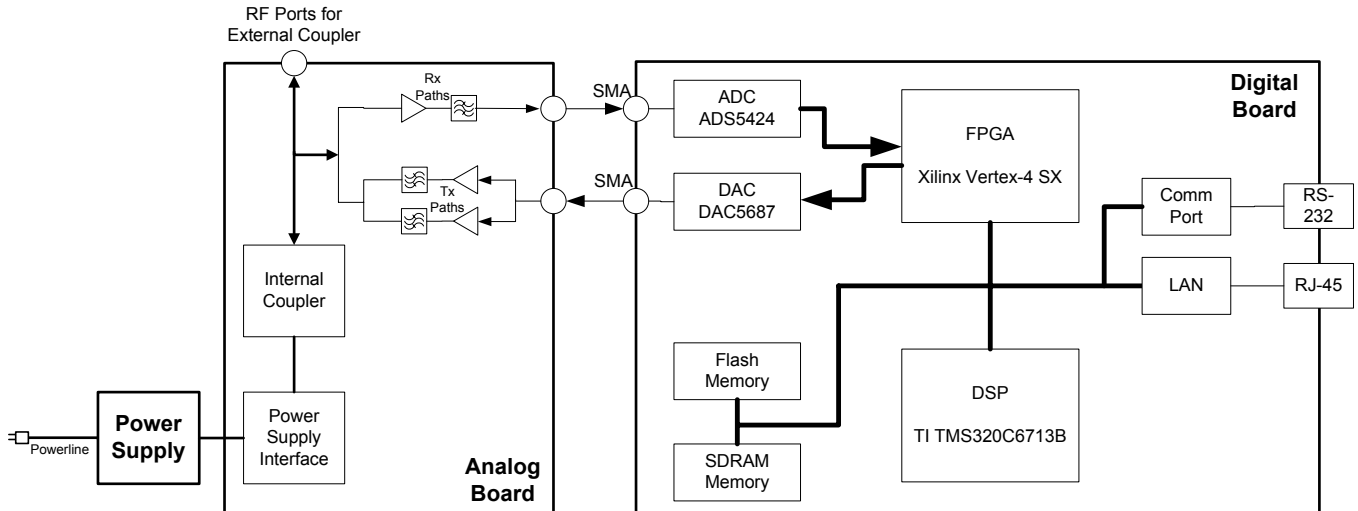 RF Ports for
External Coupler
Rx
Paths
Tx
Paths
Internal
Coupler
Power
Supply
Interface
Powerline
Power
Supply
Analog
Board
SMA
SMA
Digital
Board
ADC
ADS5424
DAC
DAC5687
FPGA
Xilinx Vertex-4 SX
Comm
Port
RS-
232
LAN
RJ-45
Flash
Memory
SDRAM
Memory
DSP
TI TMS320C6713B